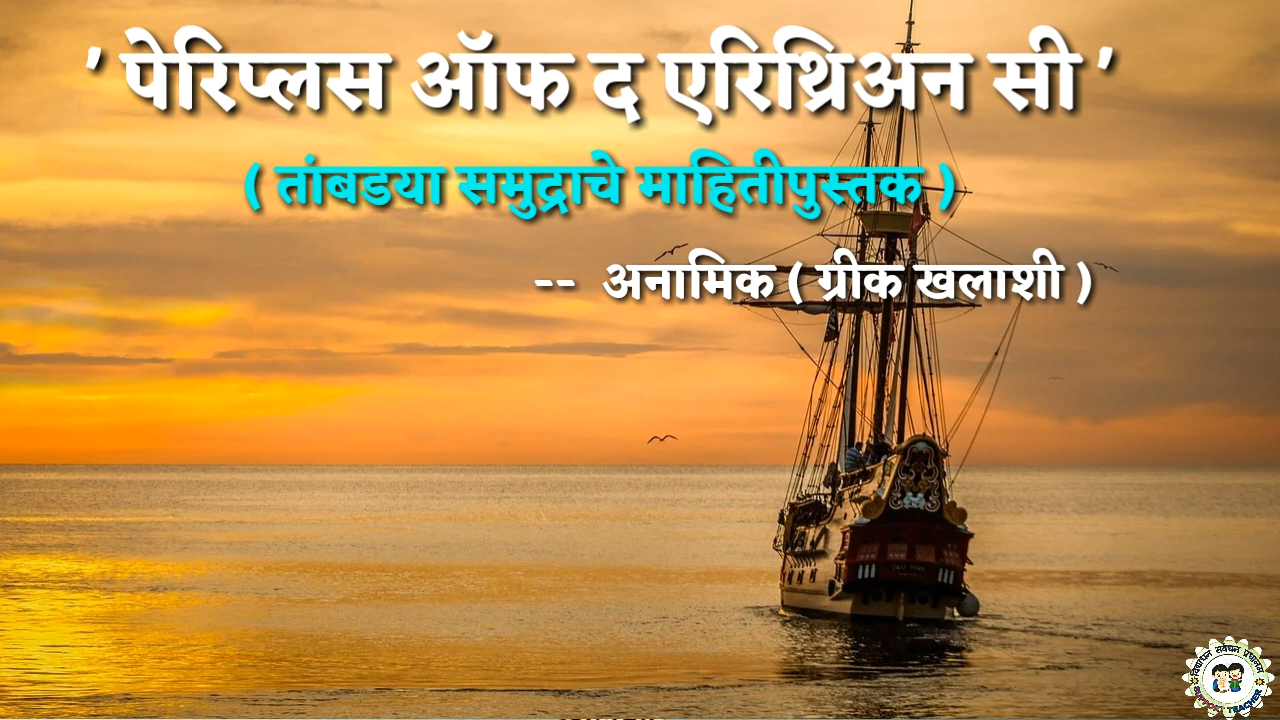 ' पेरिप्लस ऑफ द एरिथ्रिअन सी '
( तांबडया समुद्राचे माहितीपुस्तक )
-- अनामिक ( ग्रीक खलाशी )